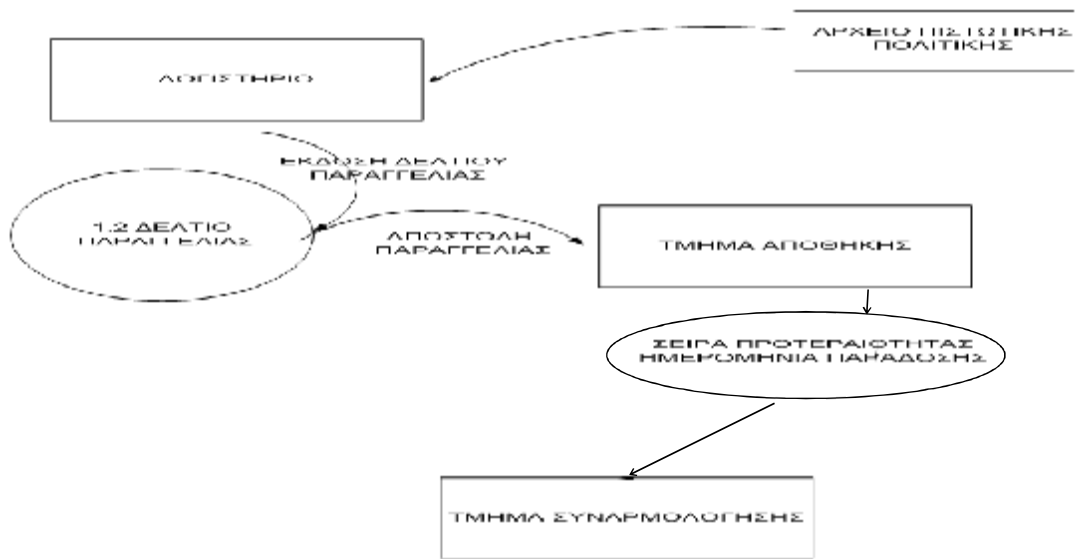 ΑΡΧΕΙΟ ΠΙΣΤΩΤΙΚΗΣ
ΠΟΛΙΤΙΚΗΣ
ΛΟΓΙΣΤΗΡΙΟ
ΕΚΔΟΣΗ ΔΕΛΤΙΟΥ
ΠΑΡΑΓΓΕΛΙΑΣ
1.2 ΔΕΛΤΙΟ
ΠΑΡΑΓΓΕΛΙΑΣ
ΑΠΟΣΤΟΛΗ
ΠΑΡΑΓΓΕΛΙΑΣ
ΤΜΗΜΑ ΑΠΟΘΗΚΗΣ
ΣΕΙΡΑ ΠΡΟΤΕΡΑΙΟΤΗΤΑΣ
ΗΜΕΡΟΜΗΝΙΑ ΠΑΡΑΔΟΣΗΣ
ΤΜΗΜΑ ΣΥΝΑΡΜΟΛΟΓΗΣΗΣ